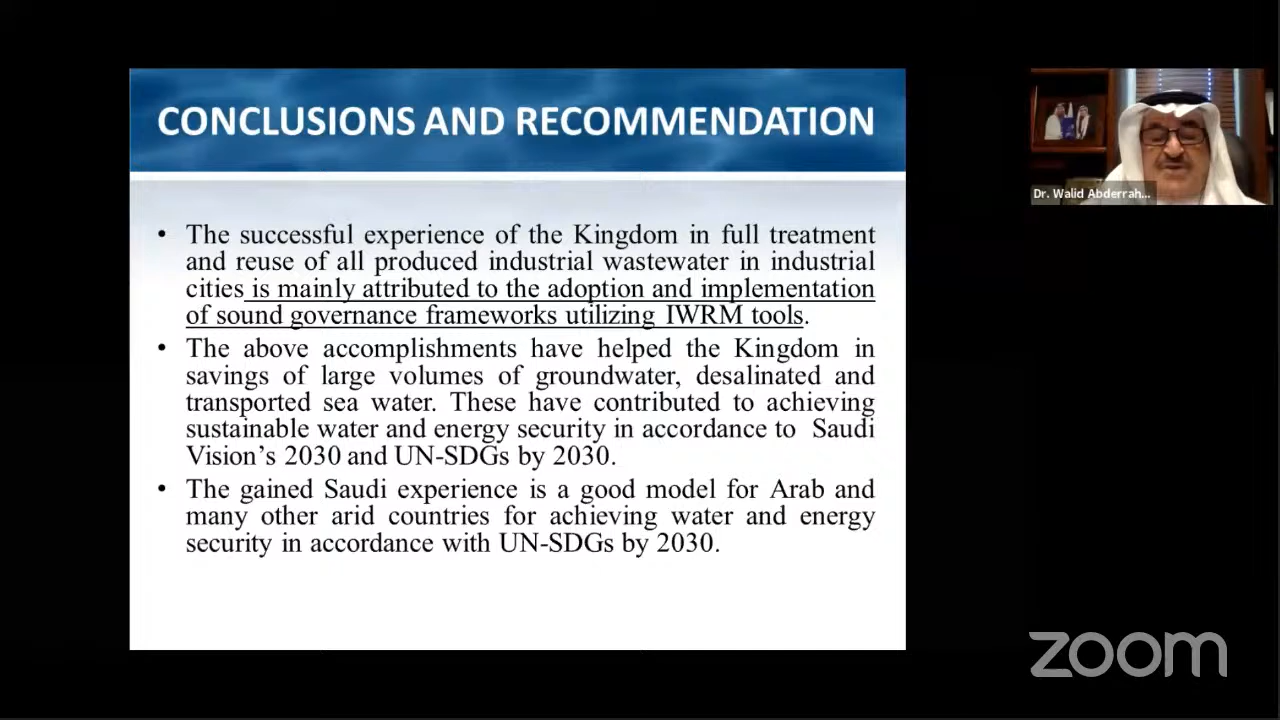 CONCLUSIONS AND RECOMMENDATION
• The successful experience of the Kingdom in full treatment
and reuse of all produced industrial wastewater in industrial
cities is mainly attributed to the adoption and implementation
of sound governance frameworks utilizing IWRM tools.
• The above accomplishments have helped the Kingdom in
savings of large volumes of groundwater, desalinated and
transported sea water. These have contributed to achieving
sustainable water and energy security in accordance to Saudi
Vision’s 2030 and UN-SDGs by 2030.
• The gained Saudi experience is a good model for Arab and
many other arid countries for achieving water and energy
security in accordance with UN-SDGs by 2030.
Dr. Walid Abderrah...
zoom